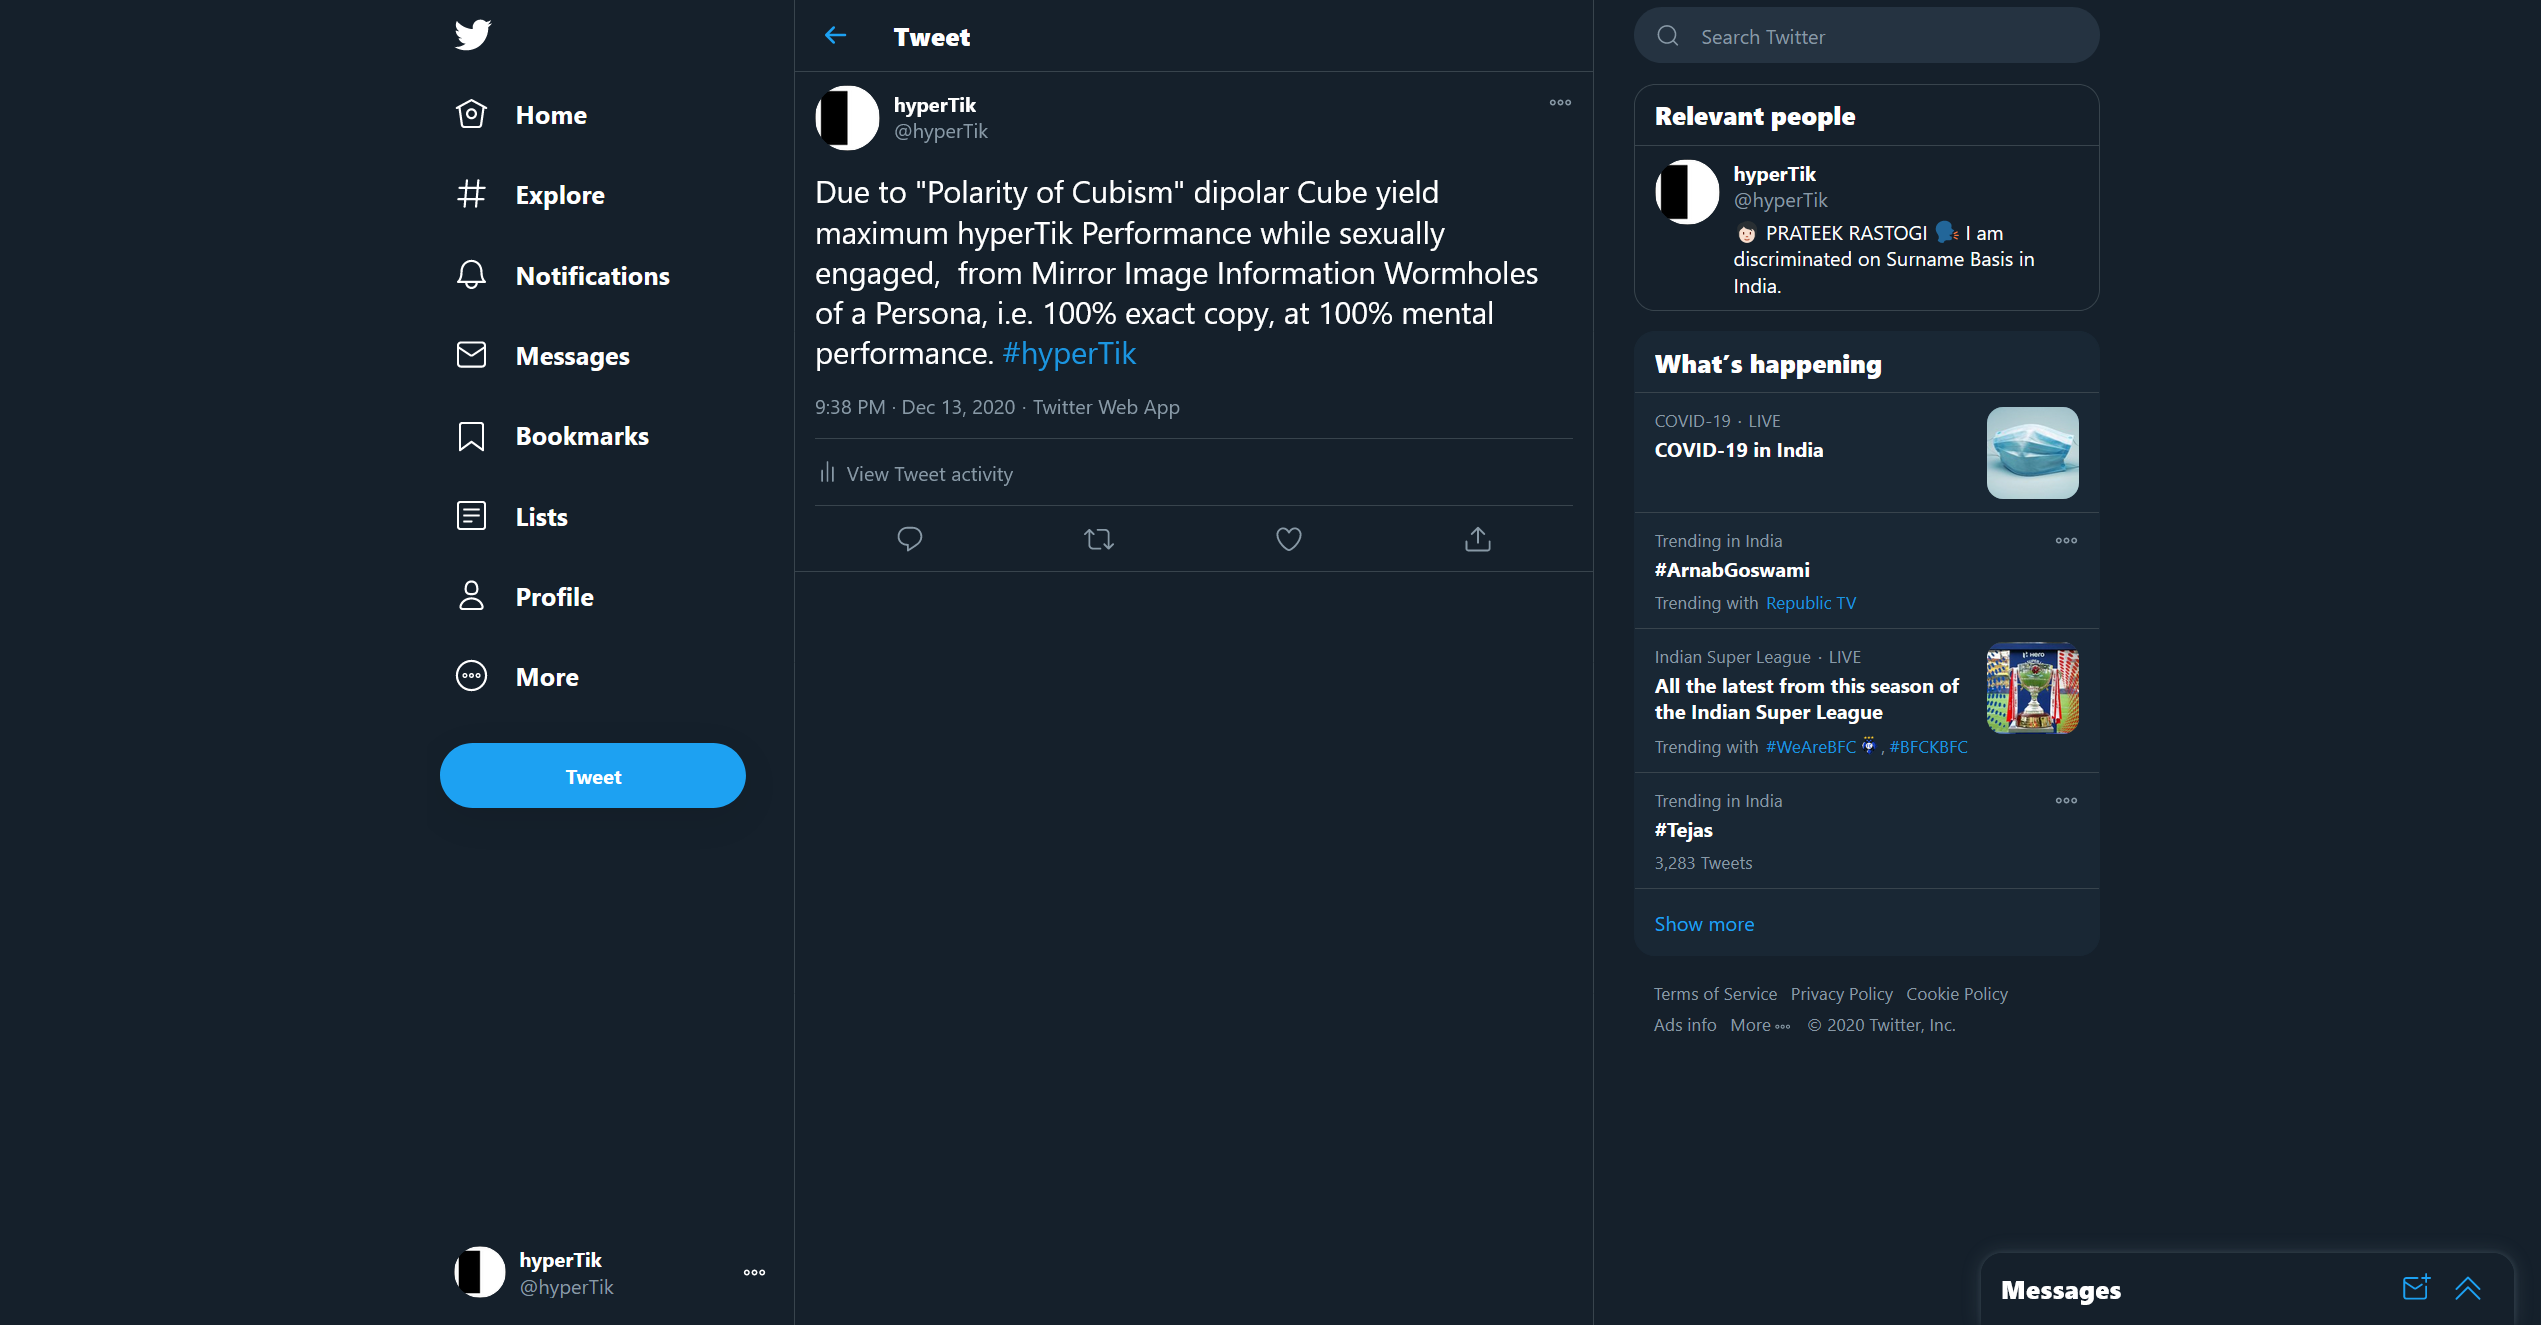 Home
Explore
Notifications
Messages
Bookmarks
Lists
Profile
More
Tweet
hyperTik
@hyperTik
Tweet
hyperTik
@hyperTik
Due to "Polarity of Cubism" dipolar Cube yield
maximum hyperTik Performance while sexually
engaged,  from Mirror Image Information Wormholes
of a Persona, i.e. 100% exact copy, at 100% mental
performance. #hyperTik
9:38 PM · Dec 13, 2020 · Twitter Web App
View Tweet activity
Search Twitter
Relevant people
hyperTik
@hyperTik
PRATEEK RASTOGI I am
discriminated on Surname Basis in
India.
What's happening
COVID-19 · LIVE
COVID-19 in India
Trending in India
#ArnabGoswami
Trending with Republic TV
Indian Super League · LIVE
All the latest from this season of
the Indian Super League
Trending with #WeAreBFC , #BFCKBFC
Trending in India
#Tejas
3,283 Tweets
Show more
Terms of Service Privacy Policy Cookie Policy
Ads info More © 2020 Twitter, Inc.
Messages